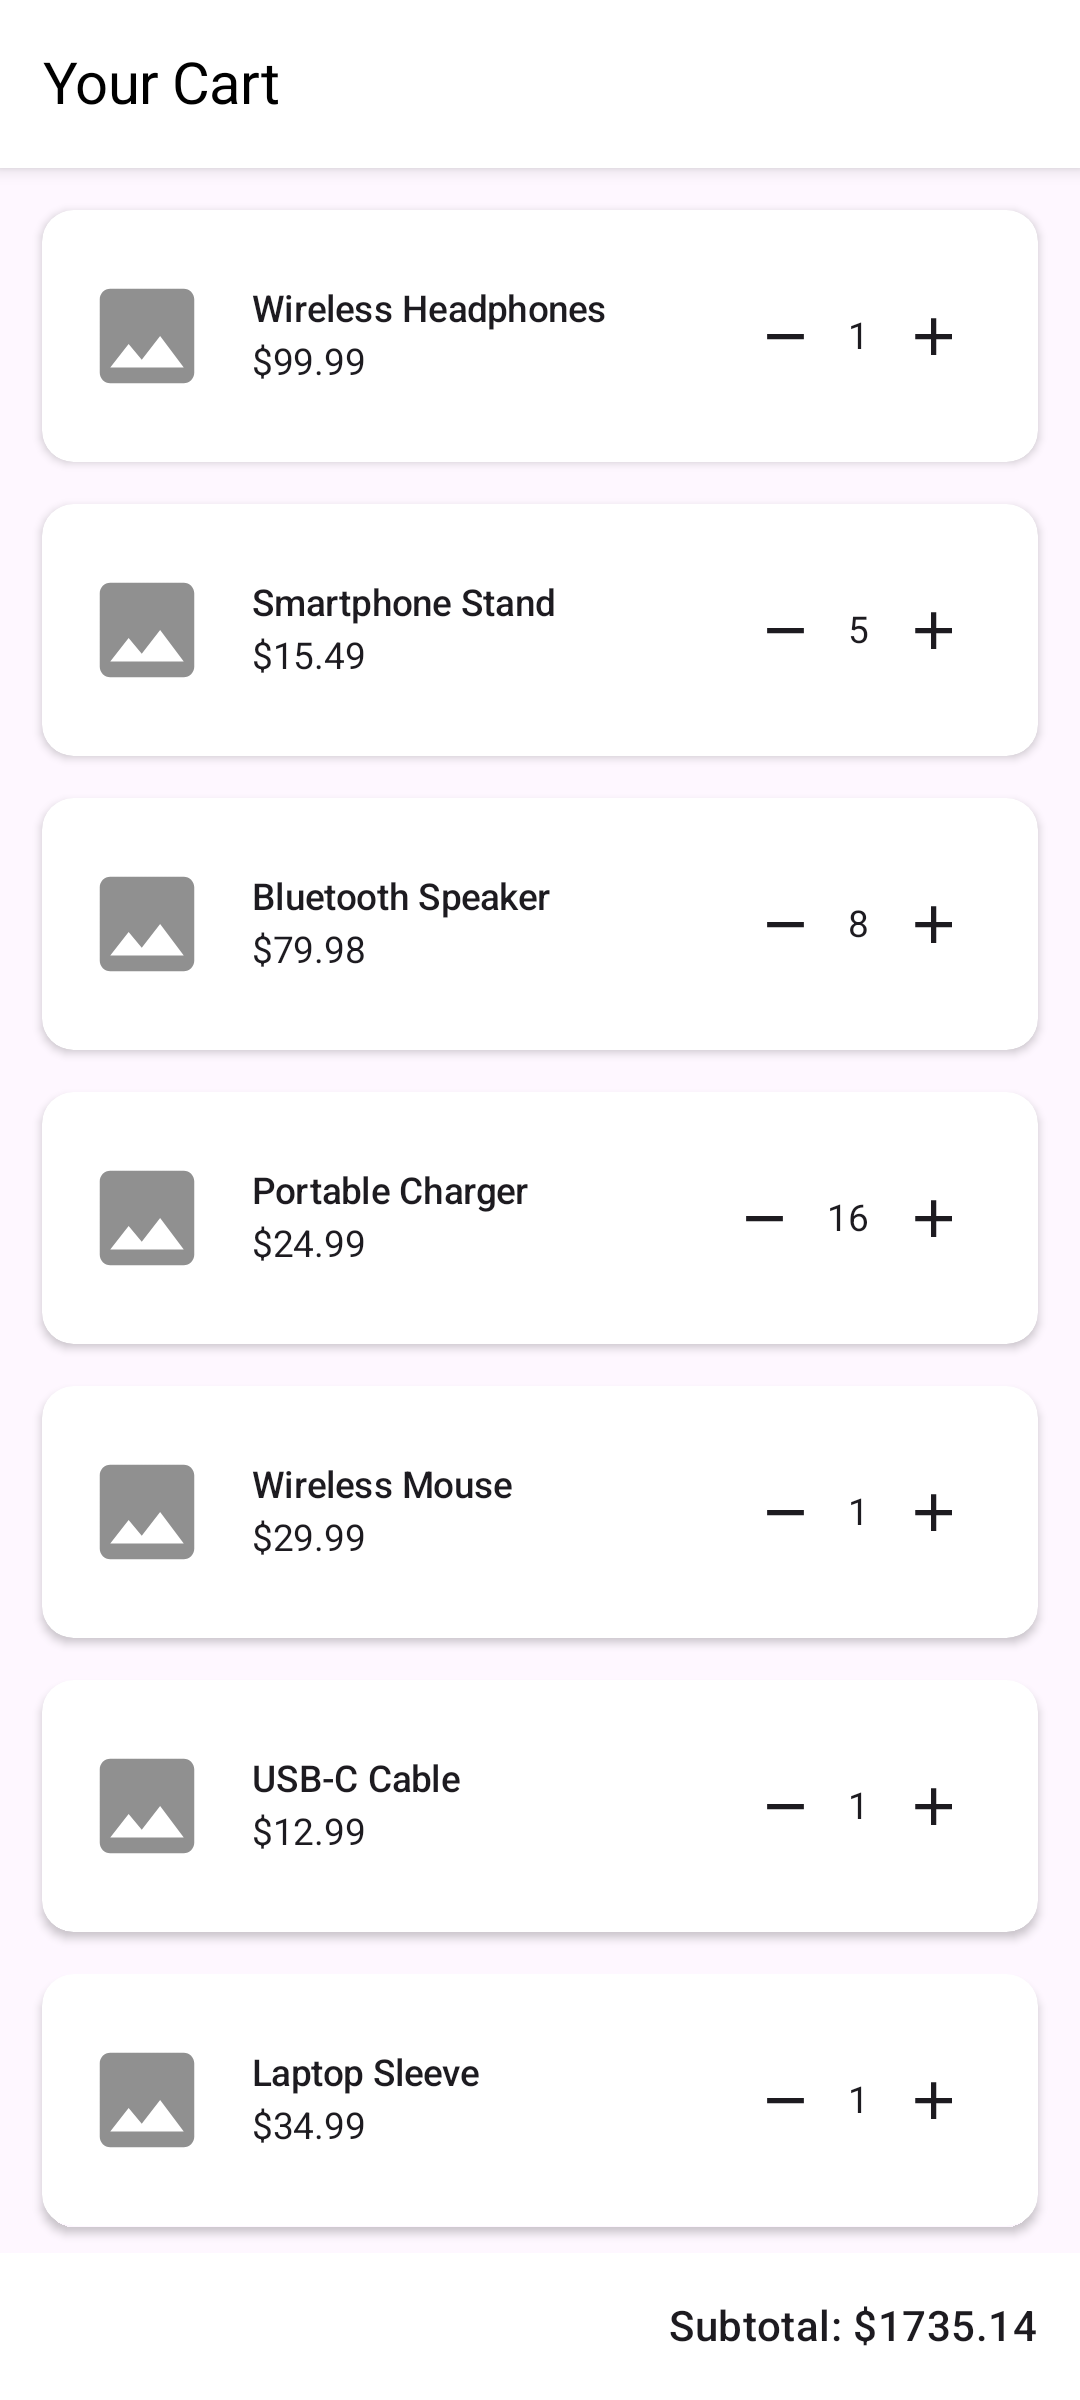 Your Cart
Wireless Headphones
$99.99
1
Smartphone Stand
$15.49
5
Bluetooth Speaker
$79.98
8
Portable Charger
$24.99
16
Wireless Mouse
$29.99
1
USB-C Cable
$12.99
1
Laptop Sleeve
$34.99
1
Subtotal: $1735.14